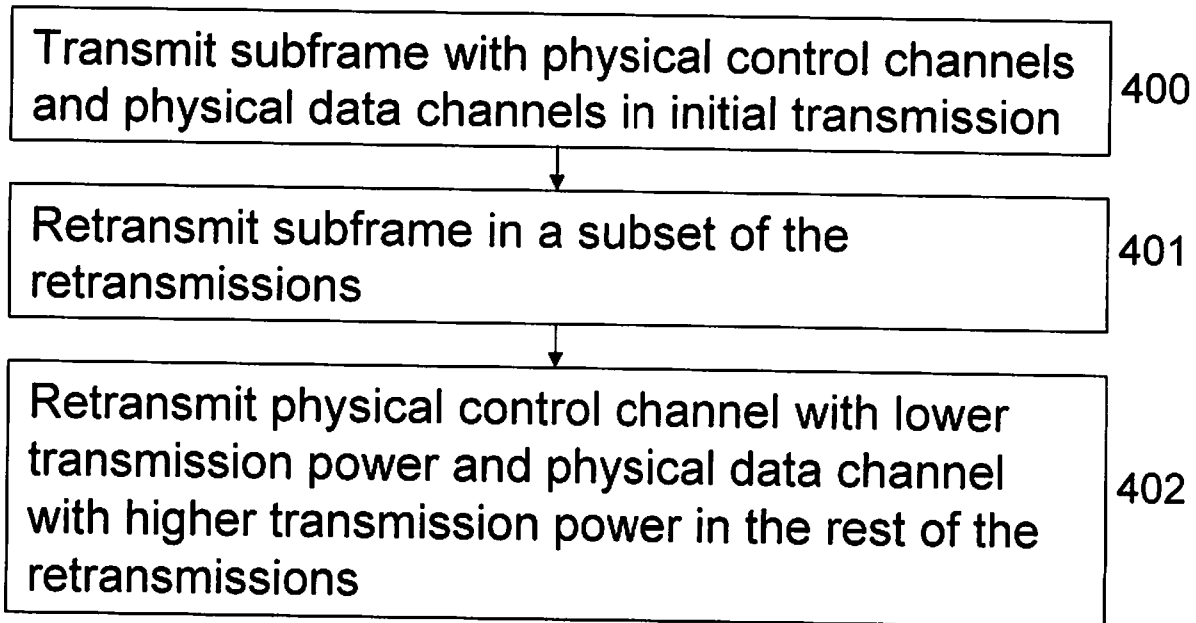 Transmit subframe with physical control channels
and physical data channels in initial transmission
400
Retransmit subframe in a subset of the
retransmissions
401
Retransmit physical control channel with lower
transmission power and physical data channel
with higher transmission power in the rest of the
retransmissions
402